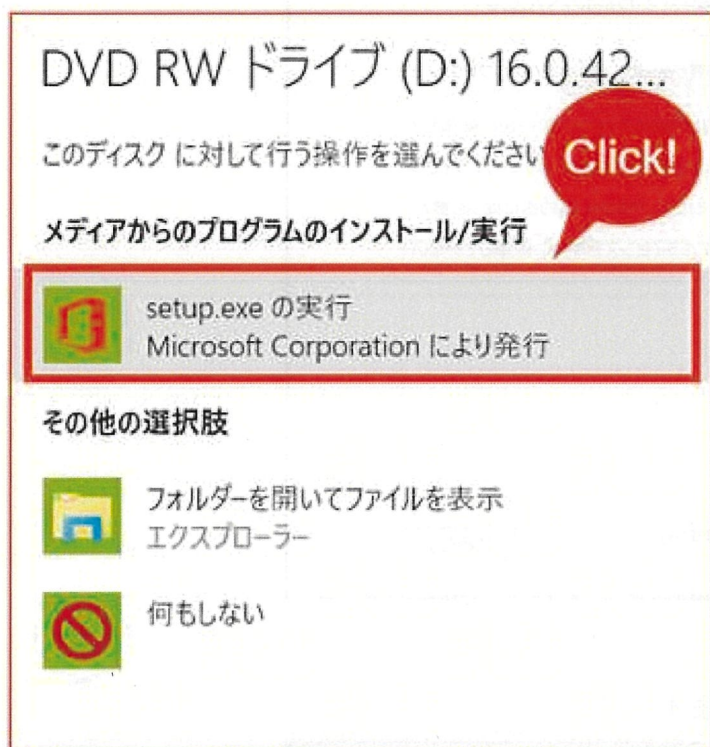 DVD RW ドライブ (D:) 16.0.42...
このディスク に対して行う操作を選んでください
Click!
メディアからのプログラムのインストール/実行
setup.exe の実行
Microsoft Corporation により発行
その他の選択肢
フォルダーを開いてファイルを表示
エクスプローラー
何もしない